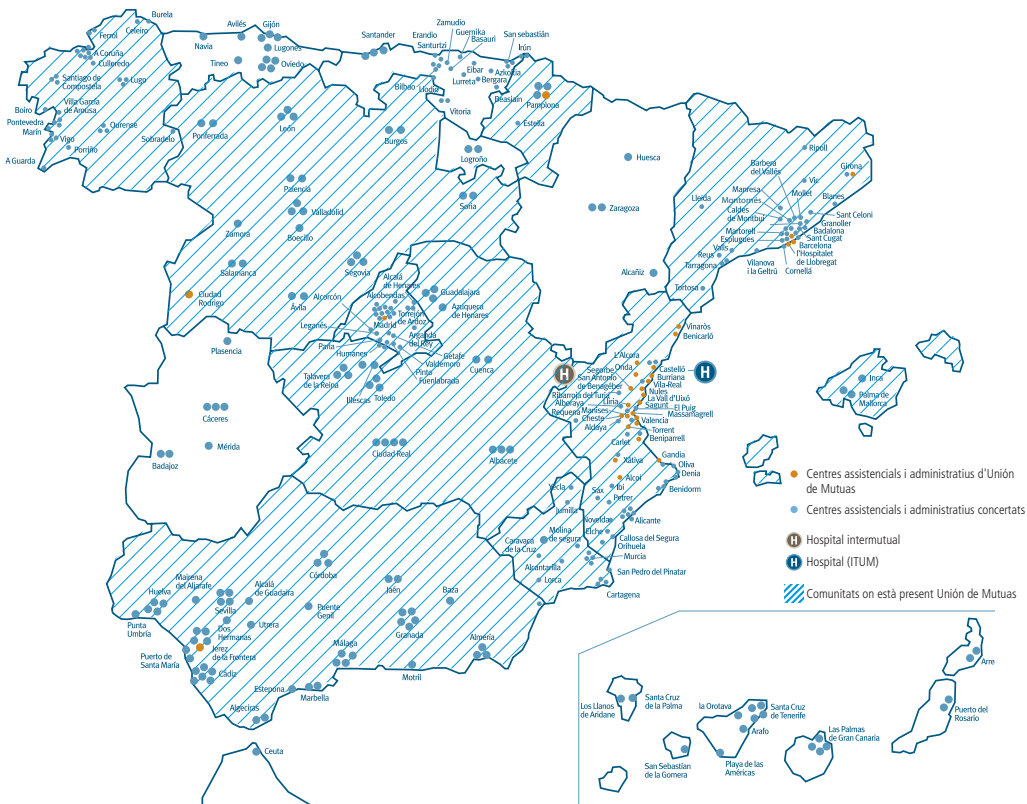 Burela
Celeiro
Ferrol
A Coruña
Culleredo
Santiago de
Compostela
Lugo
Villa García
de Arousa
Boiro
Pontevedra
Marín
Ourense
Sobradelo
Vigo
Porriño
A Guarda
Avilés
Gijón
Navia
Lugones
Tineo
Oviedo
Santander
Erandio
Santurtzi
Zamudio
Guernika
Basauri
San sebastián
Irún
Eibar
Azkoitia
Lurreta
Bergara
Bilbao
Llodio
Beasiain
Vitoria
Pamplona
Estella
Ponferrada
León
Burgos
Logroño
Palencia
Valladolid
Soria
Zamora
Boecillo
Salamanca
Segovia
Ciudad
Rodrigo
Ávila
Huesca
Zaragoza
Alcañiz
Ripoll
Barbera
del Vallés
Girona
Vic
Manresa
Mollet
Lleida
Montornés
Blanes
Caldes
de Montbui
Sant Celoni
Granoller
Martorell
Badalona
Esplugues
Sant Cugat
Barcelona
l'Hospitalet
de Llobregat
Cornellá
Valls
Reus
Tarragona
Vilanova
i la Geltrú
Tortosa
Alcalá
de Henares
Alcobendas
Guadalajara
Alcorcón
Torrejón
de Ardoz
Azuqueca
de Henares
Leganés
Madrid
Arganda
del Rey
Parla
Humanes
Getafe
Valdemoro
Pinto
Fuenlabrada
Talavera
de la Reina
Illescas
Toledo
Cuenca
Ciudad Real
Albacete
Plasencia
Cáceres
Mérida
Badajoz
Vinaròs
Benicarló
L'Alcora
Onda
Segorbe
Castelló
H
H
San Antonio
de Benagéber
Burriana
Vila-Real
Nules
Ribarroja del Turia
La Vall d'Uixó
Alboraya
Llíria
Sagunt
El Puig
Requena
Manises
Massamagrell
Cheste
Valencia
Aldaya
Torrent
Beniparrell
Carlet
Xátiva
Gandia
Oliva
Denia
Alcoi
Ibi
Benidorm
Sax
Petrer
Novelda
Alicante
Elche
Callosa del Segura
Orihuela
Yecla
Jumilla
Molina
de segura
Caravaca
de la Cruz
Murcia
Alcantarilla
San Pedro del Pinatar
Lorca
Cartagena
Inca
Palma de
Mallorca
Córdoba
Jaén
Mairena
del Aljarafe
Alcalá
de Guadaira
Huelva
Sevilla
Puente
Genil
Baza
Punta
Umbría
Dos
Hermanas
Utrera
Granada
Jerez
de la Frontera
Puerto de
Santa María
Málaga
Almería
Cádiz
Estepona
Marbella
Motril
Algeciras
Ceuta
Centres assistencials i administratius d'Unión
de Mutuas
Centres assistencials i administratius concertats
H Hospital intermutual
H Hospital (ITUM)
Comunitats on està present Unión de Mutuas
Los Llanos
de Aridane
Santa Cruz
de la Palma
la Orotava
Santa Cruz
de Tenerife
Arafo
San Sebastían
de la Gomera
Playa de las
Américas
Las Palmas
de Gran Canaria
Arre
Puerto del
Rosario